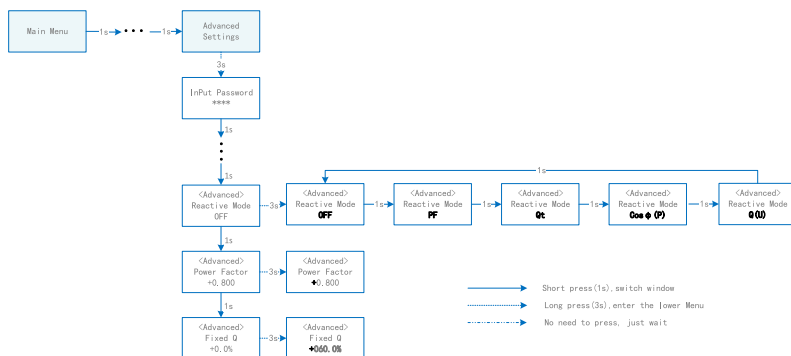 Main Menu
1s
•••
1s
Advanced
Settings
3s
InPut Password
****
1s
1s
1s
<Advanced>
Reactive Mode
OFF
3s
<Advanced>
Reactive Mode
OFF
1s
<Advanced>
Reactive Mode
PF
1s
<Advanced>
Reactive Mode
Qt
1s
<Advanced>
Reactive Mode
Cosφ(P)
1s
<Advanced>
Reactive Mode
Q(U)
1s
<Advanced>
Power Factor
+0.800
3s
<Advanced>
Power Factor
+0.800
1s
<Advanced>
Fixed Q
+0.0%
3s
<Advanced>
Fixed Q
+060.0%
Short press(1s),switch window
Long press(3s),enter the lower Menu
No need to press, just wait